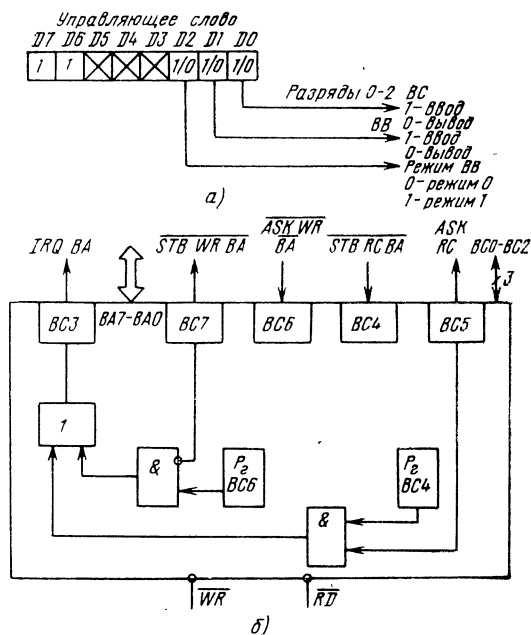 Управляющее слово
D7 D6 D5 D4 D3 D2 D1 D0
1 1 1/0 1/0 1/0
Разряды 0-2 ВС
1-Ввод
ВВ 0-вывод
1-Ввод
0-вывод
Режим ВВ
0-режим 0
1-режим 1
а)
IRQ BA
BA7-BA0
STB WR BA
ASK WR
BA
STB RC BA
ASK
RC
BC0-BC2
3
BC3
BC7
BC6
BC4
BC5
1
&
Рг
BC6
Рг
BC4
&
WR
RD
б)